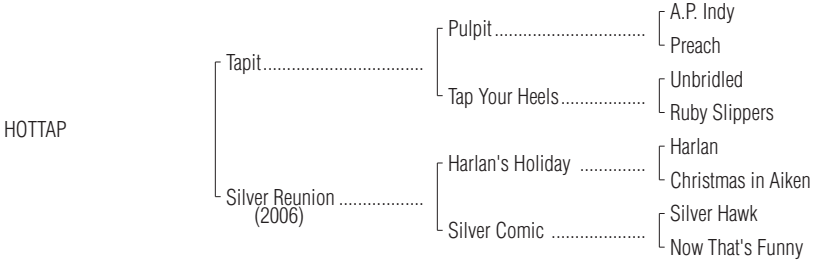 A.P. Indy
Pulpit..............................
Preach
Tapit................................
Unbridled
Tap Your Heels.................
Ruby Slippers
HOTTAP
Harlan
Harlan's Holiday .............
Christmas in Aiken
Silver Reunion .................
(2006)
Silver Hawk
Silver Comic ...................
Now That's Funny